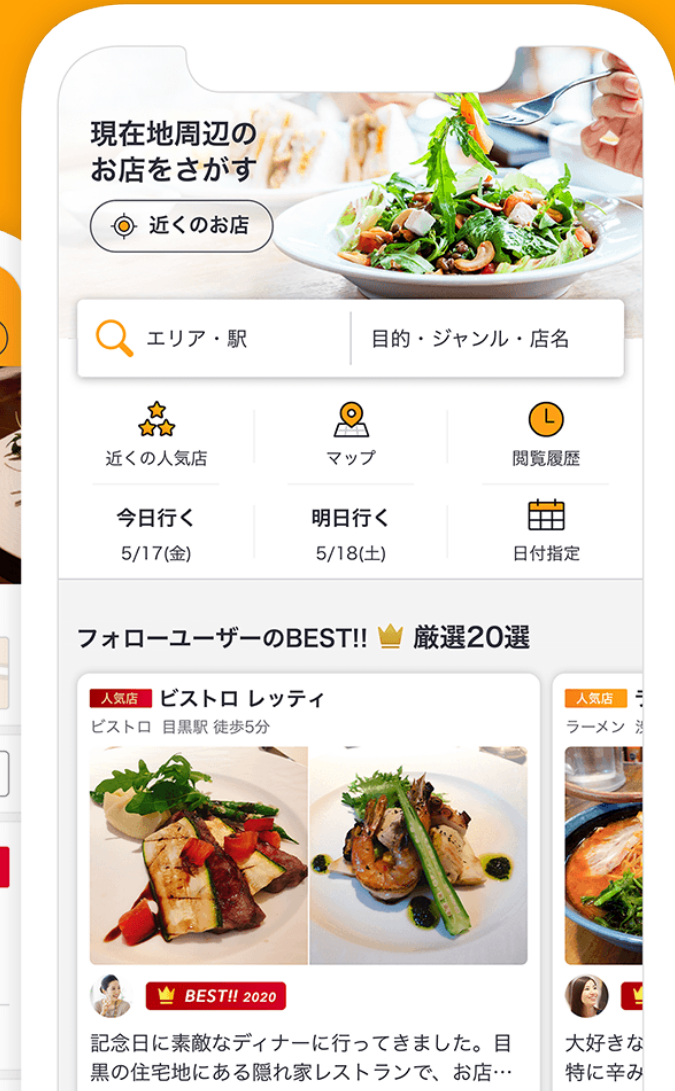 現在地周辺の
お店をさがす
近くのお店
エリア・駅
目的・ジャンル・店名
近くの人気店
マップ
閲覧履歴
今日行く
明日行く
5/17(金)
5/18(土)
日付指定
フォローユーザーのBEST!! 厳選20選
人気店 ビストロ レッティ
ビストロ 目黒駅 徒歩5分
BEST!! 2020
記念日に素敵なディナーに行ってきました。目
黒の住宅地にある隠れ家レストランで、お店…
人気店
ラーメン
大好きな
特に辛み